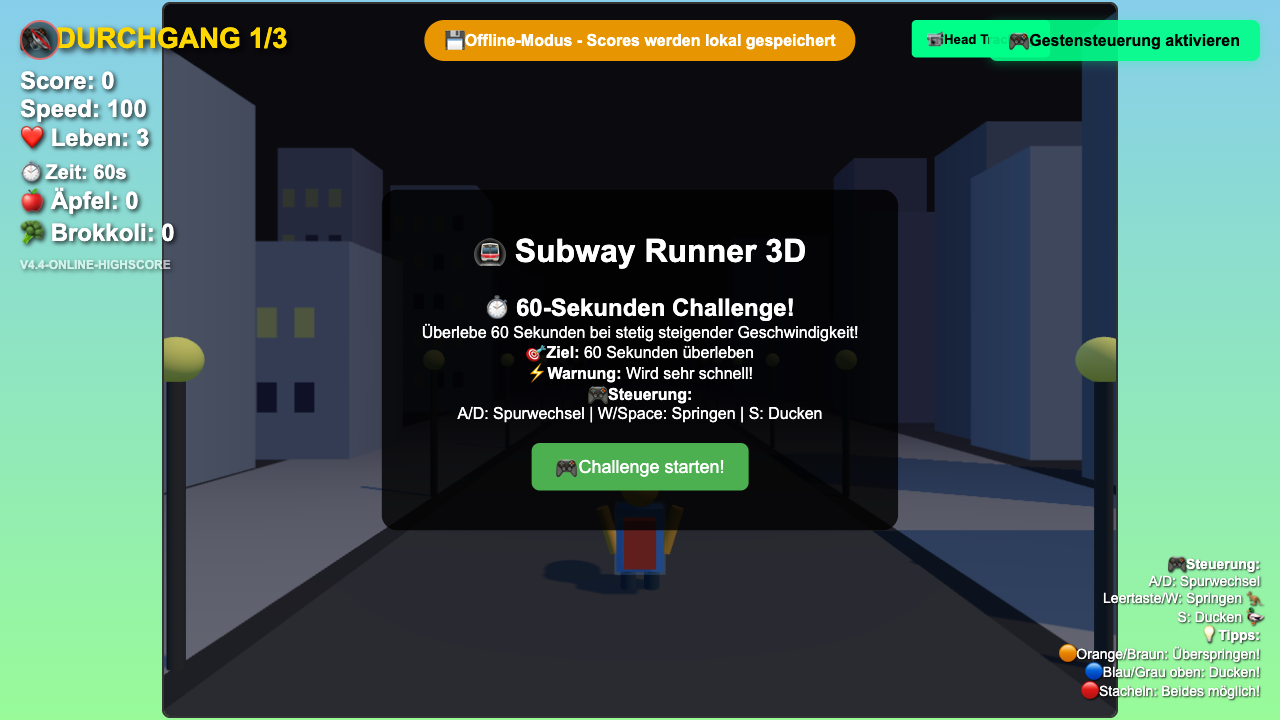 DURCHGANG 1/3
Score: 0
Speed: 100
Leben: 3
Zeit: 60s
Äpfel: 0
Brokkoli: 0
V4.4-ONLINE-HIGHSCORE
Offline-Modus - Scores werden lokal gespeichert
Head
Gestensteuerung aktivieren
Subway Runner 3D
60-Sekunden Challenge!
Überlebe 60 Sekunden bei stetig steigender Geschwindigkeit!
Ziel: 60 Sekunden überleben
Warnung: Wird sehr schnell!
Steuerung:
A/D: Spurwechsel | W/Space: Springen | S: Ducken
Challenge starten!
Steuerung:
A/D: Spurwechsel
Leertaste/W: Springen
S: Ducken
Tipps:
Orange/Braun: Überspringen!
Blau/Grau oben: Ducken!
Stacheln: Beides möglich!